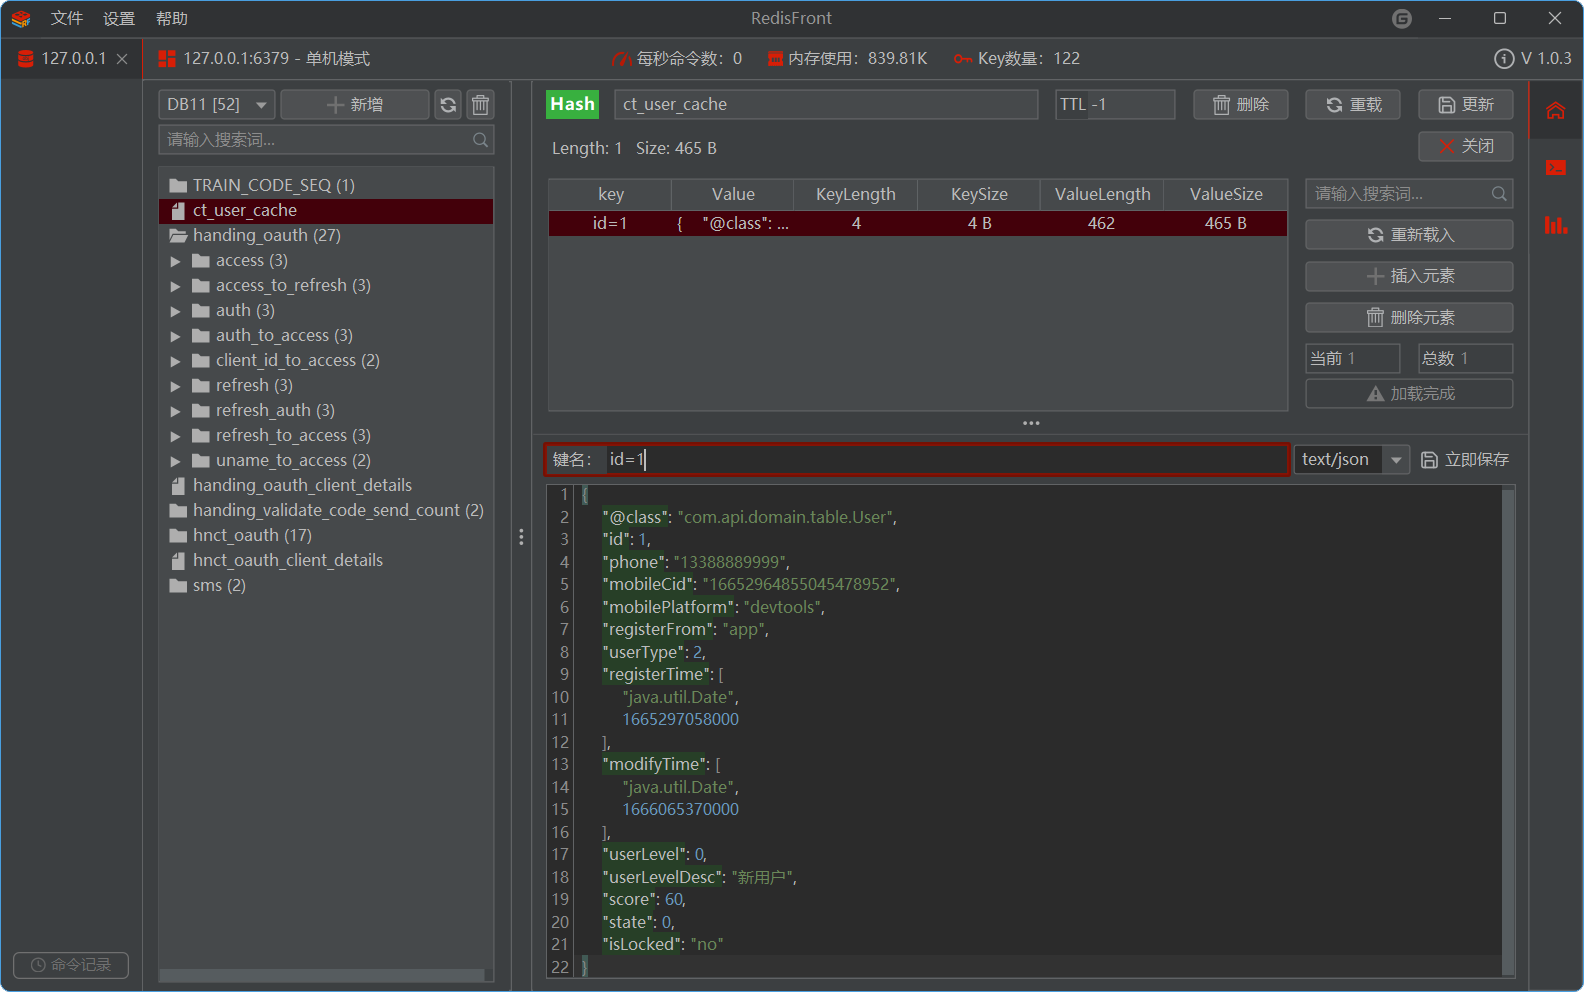 文件 设置 帮助 RedisFront
127.0.0.1 127.0.0.1:6379 - 单机模式 每秒命令数：0 内存使用：839.81K Key数量：122 V 1.0.3
DB11 [52] 新增
请输入搜索词...
TRAIN_CODE_SEQ (1)
ct_user_cache
handing_oauth (27)
access (3)
access_to_refresh (3)
auth (3)
auth_to_access (3)
client_id_to_access (2)
refresh (3)
refresh_auth (3)
refresh_to_access (3)
uname_to_access (2)
handing_oauth_client_details
handing_validate_code_send_count (2)
hnct_oauth (17)
hnct_oauth_client_details
sms (2)
命令记录
Hash ct_user_cache TTL -1 删除 重载 更新
Length: 1 Size: 465 B 关闭
key Value KeyLength KeySize ValueLength ValueSize
id=1 { "@class": ... 4 4 B 462 465 B
请输入搜索词...
重新载入
插入元素
删除元素
当前 1 总数 1
加载完成
键名： id=1 text/json 立即保存
1 {
2 "@class": "com.api.domain.table.User",
3 "id": 1,
4 "phone": "13388889999",
5 "mobileCid": "16652964855045478952",
6 "mobilePlatform": "devtools",
7 "registerFrom": "app",
8 "userType": 2,
9 "registerTime": [
10 "java.util.Date",
11 1665297058000
12 ],
13 "modifyTime": [
14 "java.util.Date",
15 1666065370000
16 ],
17 "userLevel": 0,
18 "userLevelDesc": "新用户",
19 "score": 60,
20 "state": 0,
21 "isLocked": "no"
22 }